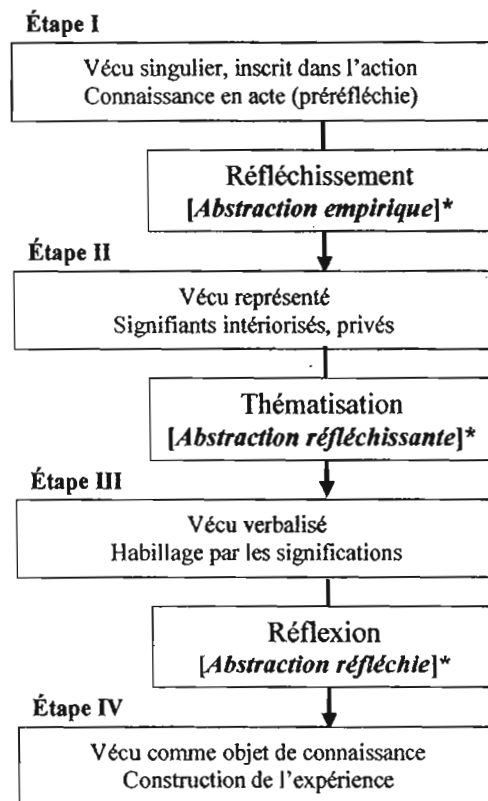 Étape I
Vécu singulier, inscrit dans l'action
Connaissance en acte (préréfléchie)
Réfléchissement
[Abstraction empirique]*
Étape II
Vécu représenté
Signifiants intériorisés, privés
Thématisation
[Abstraction réfléchissante]*
Étape III
Vécu verbalisé
Habillage par les significations
Réflexion
[Abstraction réfléchie]*
Étape IV
Vécu comme objet de connaissance
Construction de l'expérience